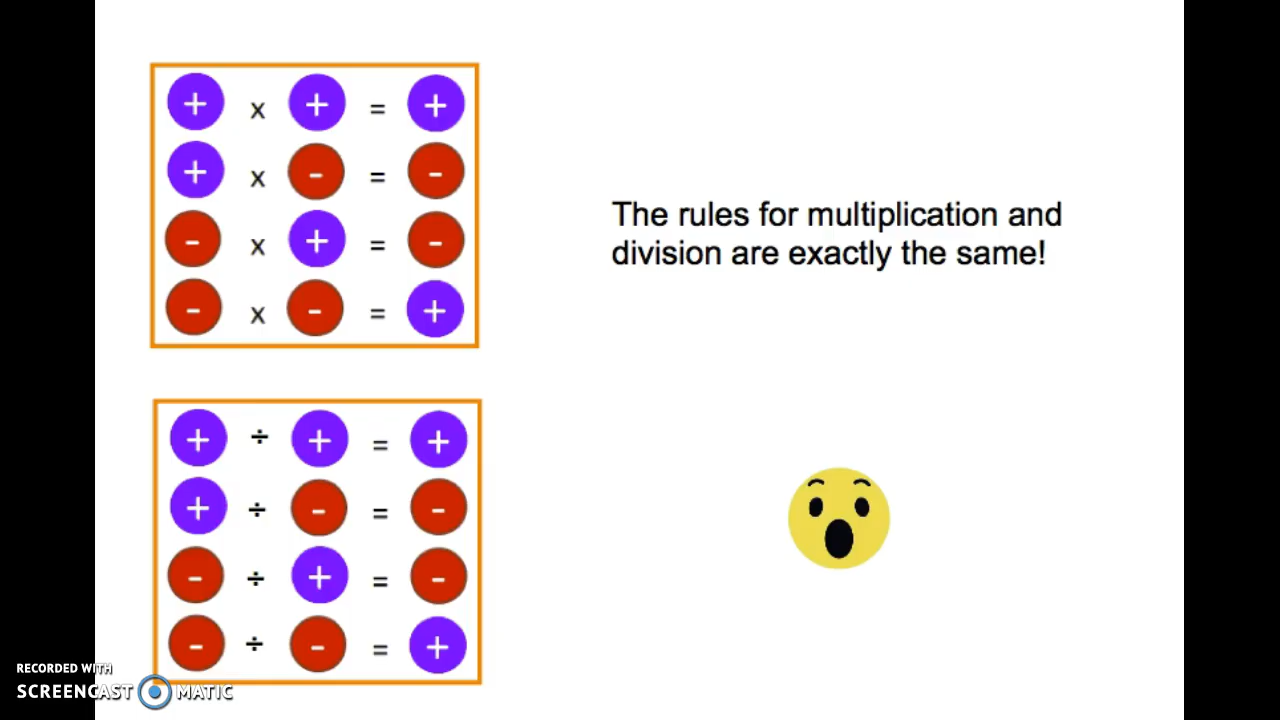 + x + = +
+ x - = -
- x + = -
- x - = +
The rules for multiplication and
division are exactly the same!
+ ÷ + = +
+ ÷ - = -
- ÷ + = -
- ÷ - = +
RECORDED WITH
SCREENCAST MATIC